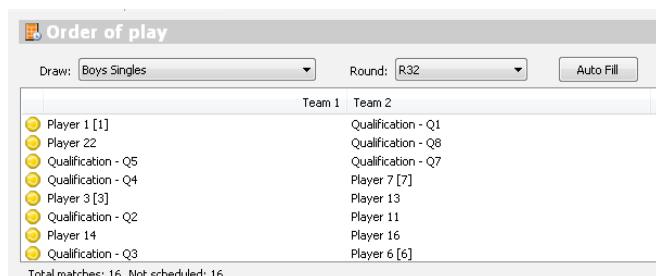 Order of play
Draw: Boys Singles Round: R32 Auto Fill
Team 1 Team 2
Player 1 [1] Qualification - Q1
Player 22 Qualification - Q8
Qualification - Q5 Qualification - Q7
Qualification - Q4 Player 7 [7]
Player 3 [3] Player 13
Qualification - Q2 Player 11
Player 14 Player 16
Qualification - Q3 Player 6 [6]
Total matches: 16 Not scheduled: 16